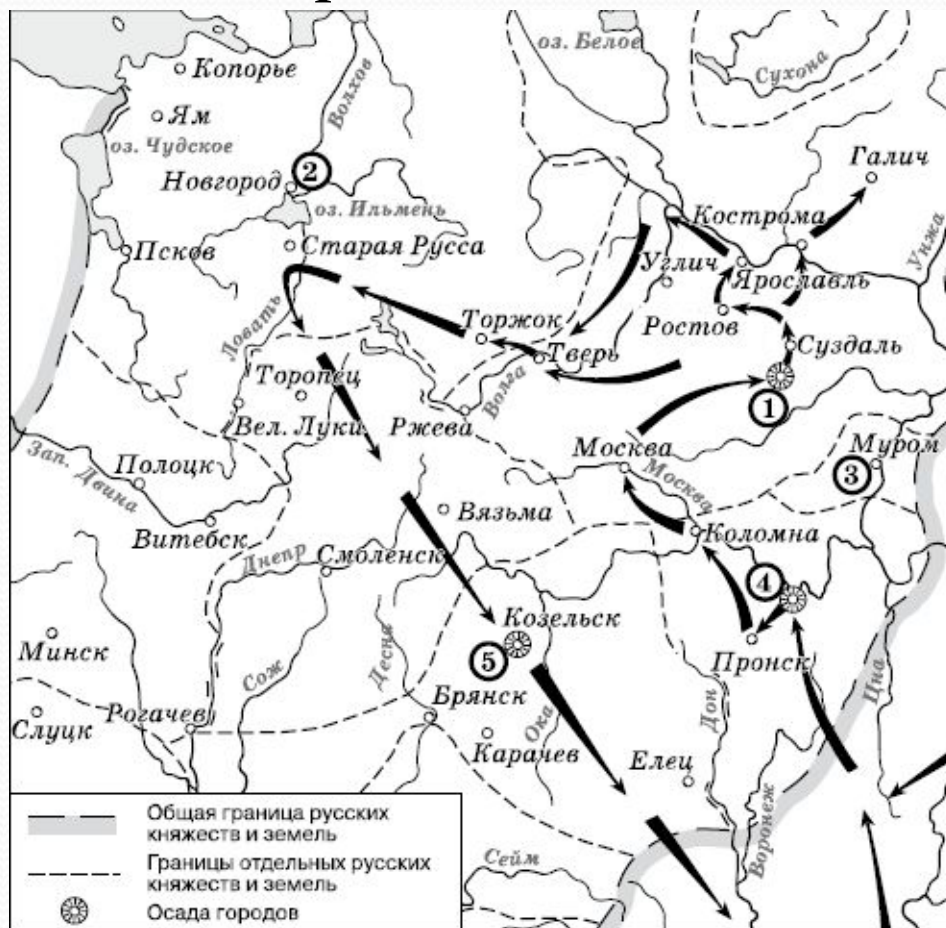 оз. Белое
Сухона
Копорье
Волхов
Ям
оз. Чудское
Галич
Новгород
2
оз. Ильмень
Кострома
Унжа
Псков
Старая Русса
Углич
Ярославль
Ловать
Торжок
Ростов
Суздаль
Тверь
Торопец
Волга
1
Вел. Луки
Ржева
Москва
Муром
Зап. Двина
Полоцк
Москва
3
Вязьма
Витебск
Коломна
Днепр
Смоленск
4
Козельск
Минск
5
Пронск
Цна
Сож
Десна
Брянск
Дон
Слуцк
Рогачев
Ока
Карачев
Елец
Воронеж
Сейм
Общая граница русских
княжеств и земель
Границы отдельных русских
княжеств и земель
Осада городов